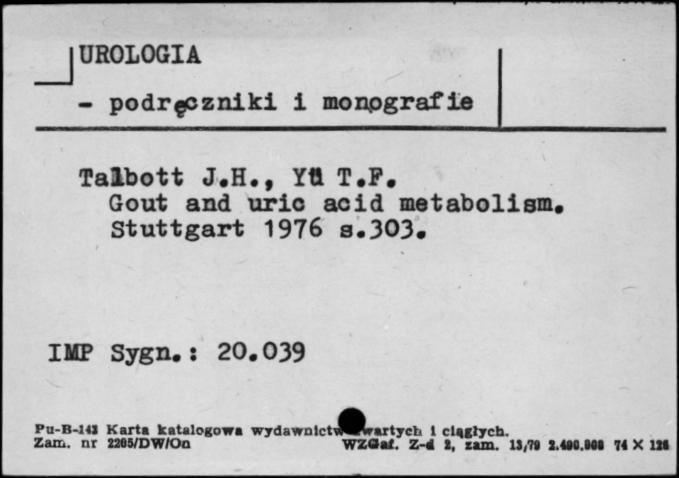 UROLOGIA
- podręczniki i monografie
Talbott J.H., Yü T.F.
Gout and uric acid metabolism.
Stuttgart 1976 s.303.
IMP Sygn.: 20.039
Pu-B-143 Karta katalogowa wydawnictw zwartych i ciągłych.
Zam. nr 2205/DW/On WZGraf. Z-d 2, zam. 13,79 2.400.000 74 X 126